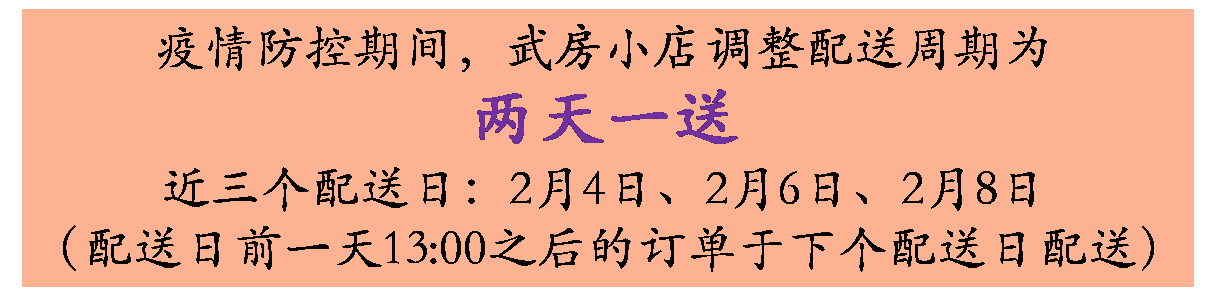 疫情防控期间，武房小店调整配送周期为
两天一送
近三个配送日：2月4日、2月6日、2月8日
（配送日前一天13:00之后的订单于下个配送日配送）